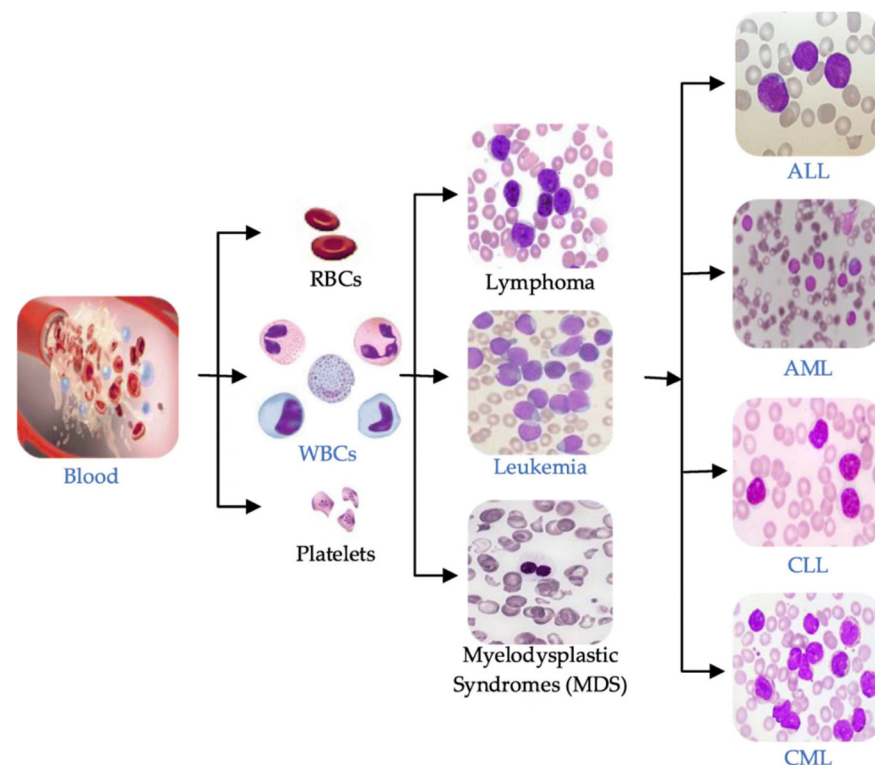 Blood
RBCs
WBCs
Platelets
Lymphoma
Leukemia
Myelodysplastic
Syndromes (MDS)
ALL
AML
CLL
CML